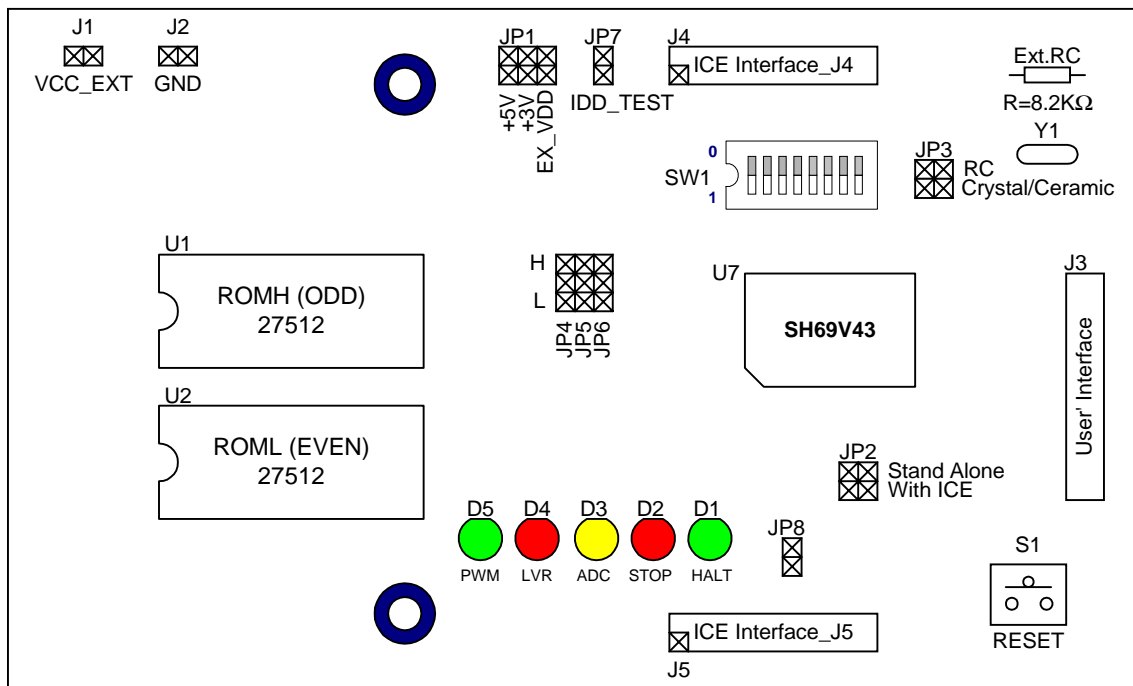 J1
J2
JP1
JP7
J4
VCC_EXT
GND
ICE Interface_J4
Ext.RC
+5V
+3V
EX_VDD
IDD_TEST
R=8.2KΩ
Y1
0
SW1
1
JP3
RC
Crystal/Ceramic
U1
ROMH (ODD)
27512
H
L
JP4
JP5
JP6
U7
SH69V43
J3
User' Interface
U2
ROML (EVEN)
27512
JP2
Stand Alone
With ICE
D5
D4
D3
D2
D1
PWM
LVR
ADC
STOP
HALT
JP8
S1
RESET
ICE Interface_J5
J5